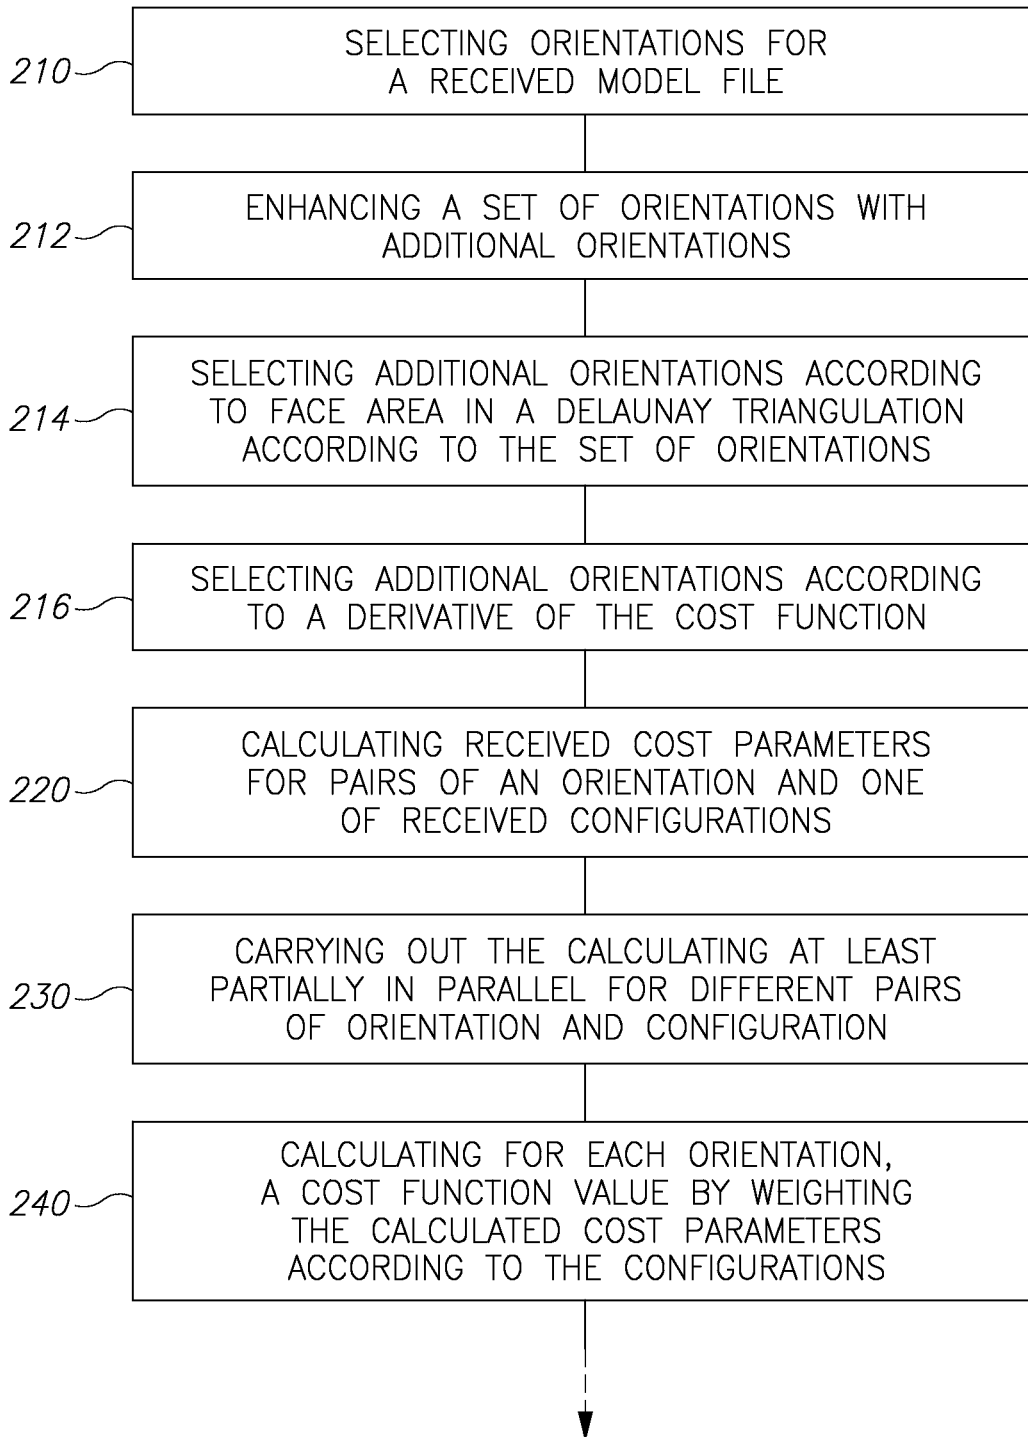 210
SELECTING ORIENTATIONS FOR
A RECEIVED MODEL FILE
212
ENHANCING A SET OF ORIENTATIONS WITH
ADDITIONAL ORIENTATIONS
214
SELECTING ADDITIONAL ORIENTATIONS ACCORDING
TO FACE AREA IN A DELAUNAY TRIANGULATION
ACCORDING TO THE SET OF ORIENTATIONS
216
SELECTING ADDITIONAL ORIENTATIONS ACCORDING
TO A DERIVATIVE OF THE COST FUNCTION
220
CALCULATING RECEIVED COST PARAMETERS
FOR PAIRS OF AN ORIENTATION AND ONE
OF RECEIVED CONFIGURATIONS
230
CARRYING OUT THE CALCULATING AT LEAST
PARTIALLY IN PARALLEL FOR DIFFERENT PAIRS
OF ORIENTATION AND CONFIGURATION
240
CALCULATING FOR EACH ORIENTATION,
A COST FUNCTION VALUE BY WEIGHTING
THE CALCULATED COST PARAMETERS
ACCORDING TO THE CONFIGURATIONS